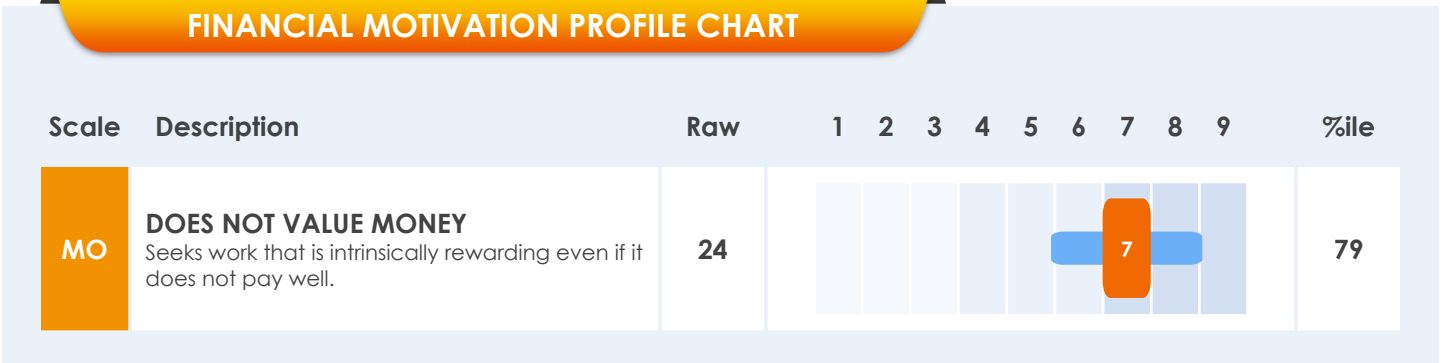 FINANCIAL MOTIVATION PROFILE CHART
Scale Description Raw 1 2 3 4 5 6 7 8 9 %ile
DOES NOT VALUE MONEY
MO Seeks work that is intrinsically rewarding even if it 24 7 79
does not pay well.